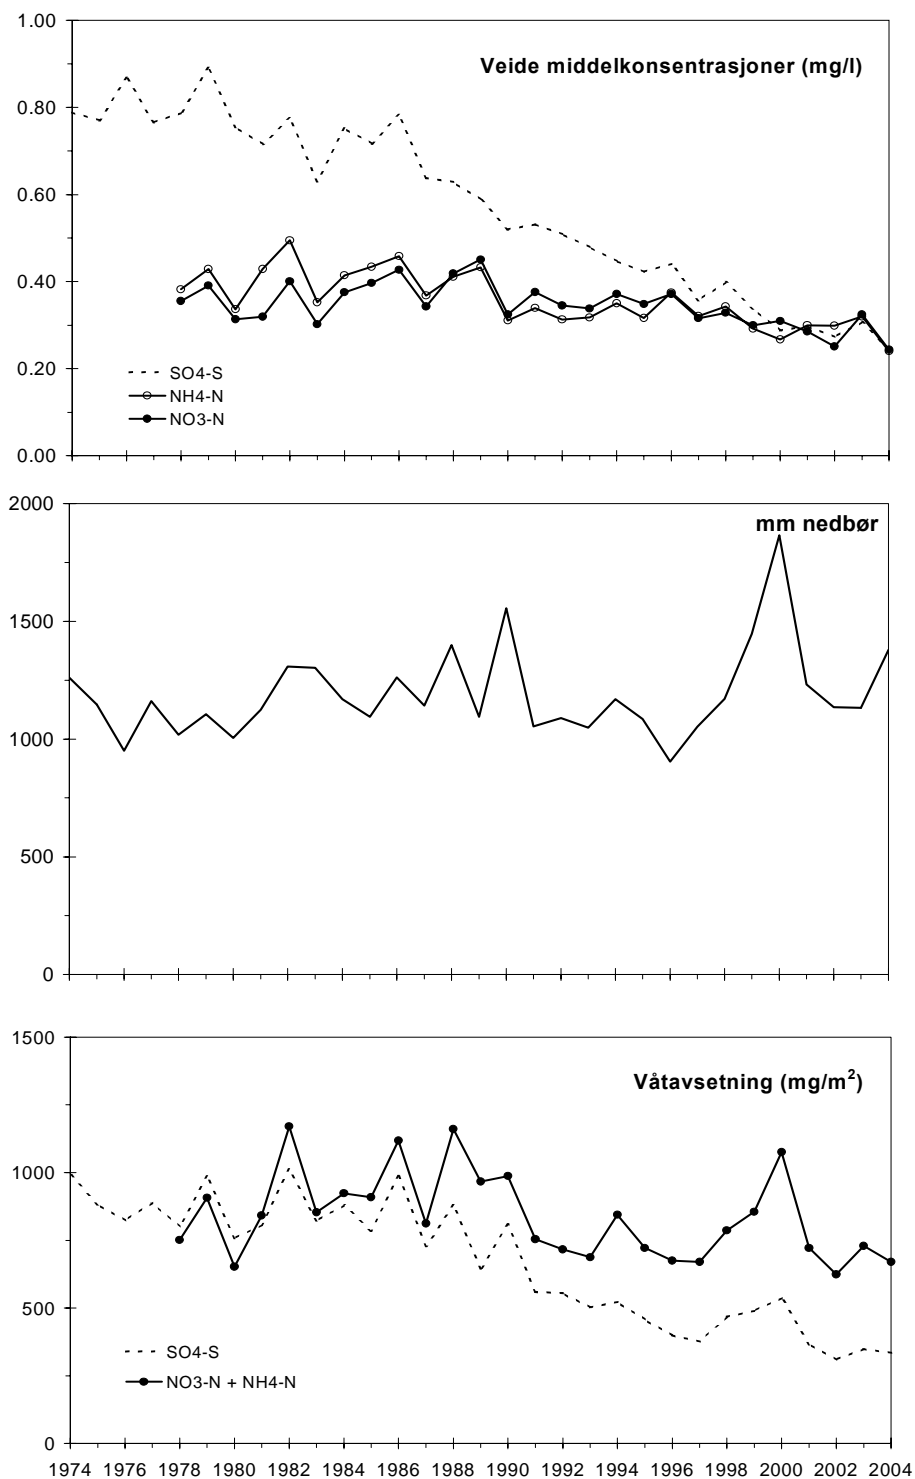 1.00
Veide middelkonsentrasjoner (mg/l)
0.80
0.60
0.40
SO4-S
0.20
NH4-N
NO3-N
0.00
2000
mm nedbør
1500
1000
500
0
1500
Våtavsetning (mg/m²)
1000
500
SO4-S
NO3-N + NH4-N
0
1974 1976 1978 1980 1982 1984 1986 1988 1990 1992 1994 1996 1998 2000 2002 2004